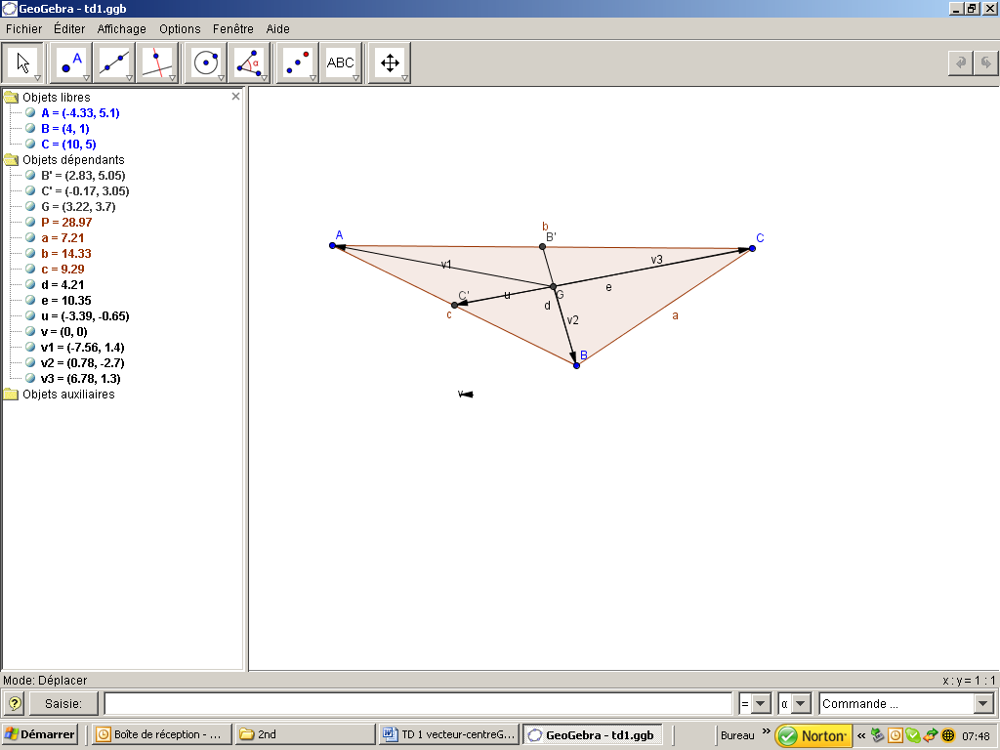 GeoGebra - td1.ggb
Fichier Éditer Affichage Options Fenêtre Aide
A α ABC
Objets libres
A = (-4.33, 5.1)
B = (4, 1)
C = (10, 5)
Objets dépendants
B' = (2.83, 5.05)
C' = (-0.17, 3.05)
G = (3.22, 3.7)
P = 28.97
a = 7.21
b = 14.33
c = 9.29
d = 4.21
e = 10.35
u = (-3.39, -0.65)
v = (0, 0)
v1 = (-7.56, 1.4)
v2 = (0.78, -2.7)
v3 = (6.78, 1.3)
Objets auxiliaires
b
A B' C
v1 v3
C' u G e
c d a
v2
B
v
Mode: Déplacer x : y = 1 : 1
? Saisie: = α Commande ...
Démarrer Boîte de réception - ... 2nd TD 1 vecteur-centreG... GeoGebra - td1.ggb Bureau » Norton « 07:48